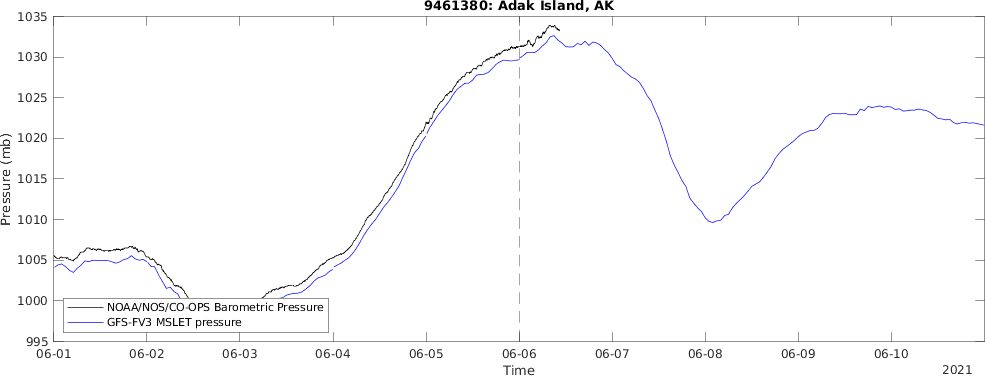 9461380: Adak Island, AK
Pressure (mb)
1035
1030
1025
1020
1015
1010
1005
1000
995
NOAA/NOS/CO-OPS Barometric Pressure
GFS-FV3 MSLET pressure
06-01 06-02 06-03 06-04 06-05 06-06 06-07 06-08 06-09 06-10
Time
2021